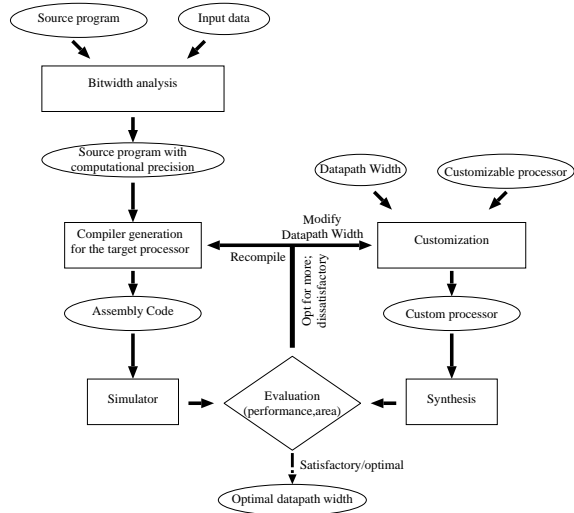 Source program
Input data
Bitwidth analysis
Source program with
computational precision
Datapath Width
Customizable processor
Compiler generation
for the target processor
Modify
Datapath Width
Recompile
Customization
Opt for more;
dissatisfactory
Assembly Code
Custom processor
Simulator
Evaluation
(performance,area)
Synthesis
Satisfactory/optimal
Optimal datapath width